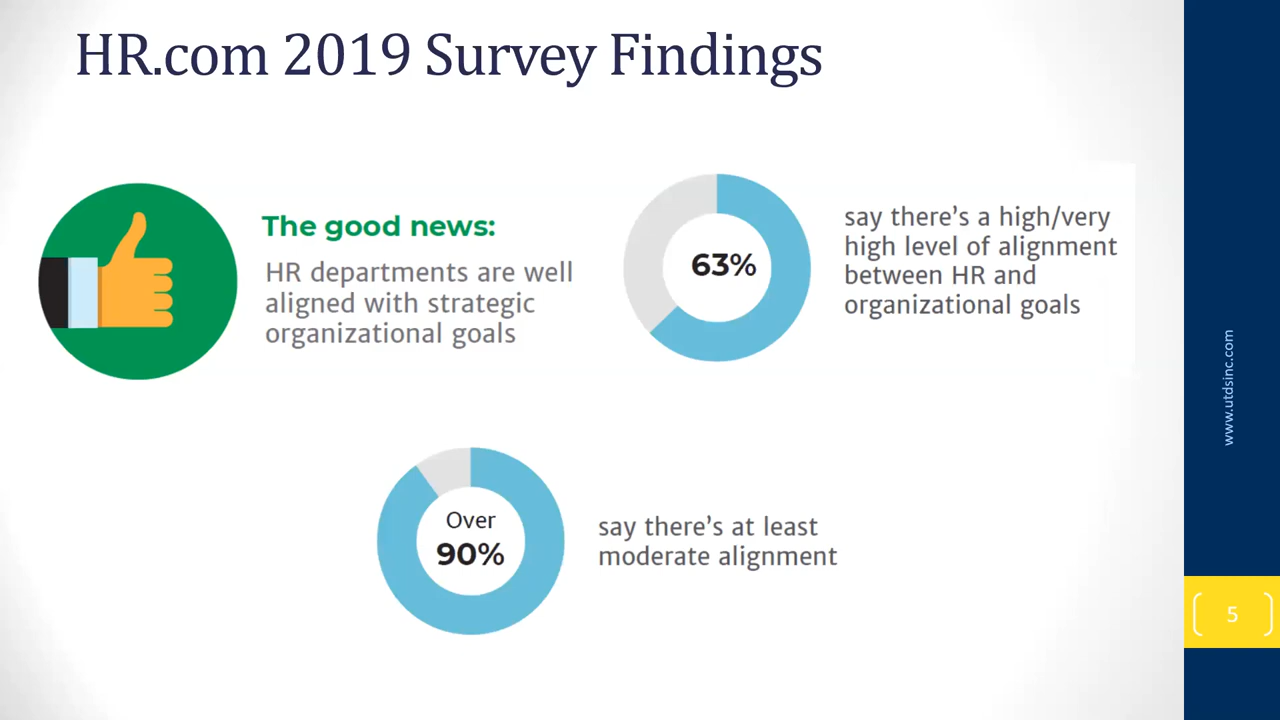 HR.com 2019 Survey Findings
The good news:
HR departments are well
aligned with strategic
organizational goals
63%
say there's a high/very
high level of alignment
between HR and
organizational goals
Over
90%
say there's at least
moderate alignment
www.utdsinc.com
5